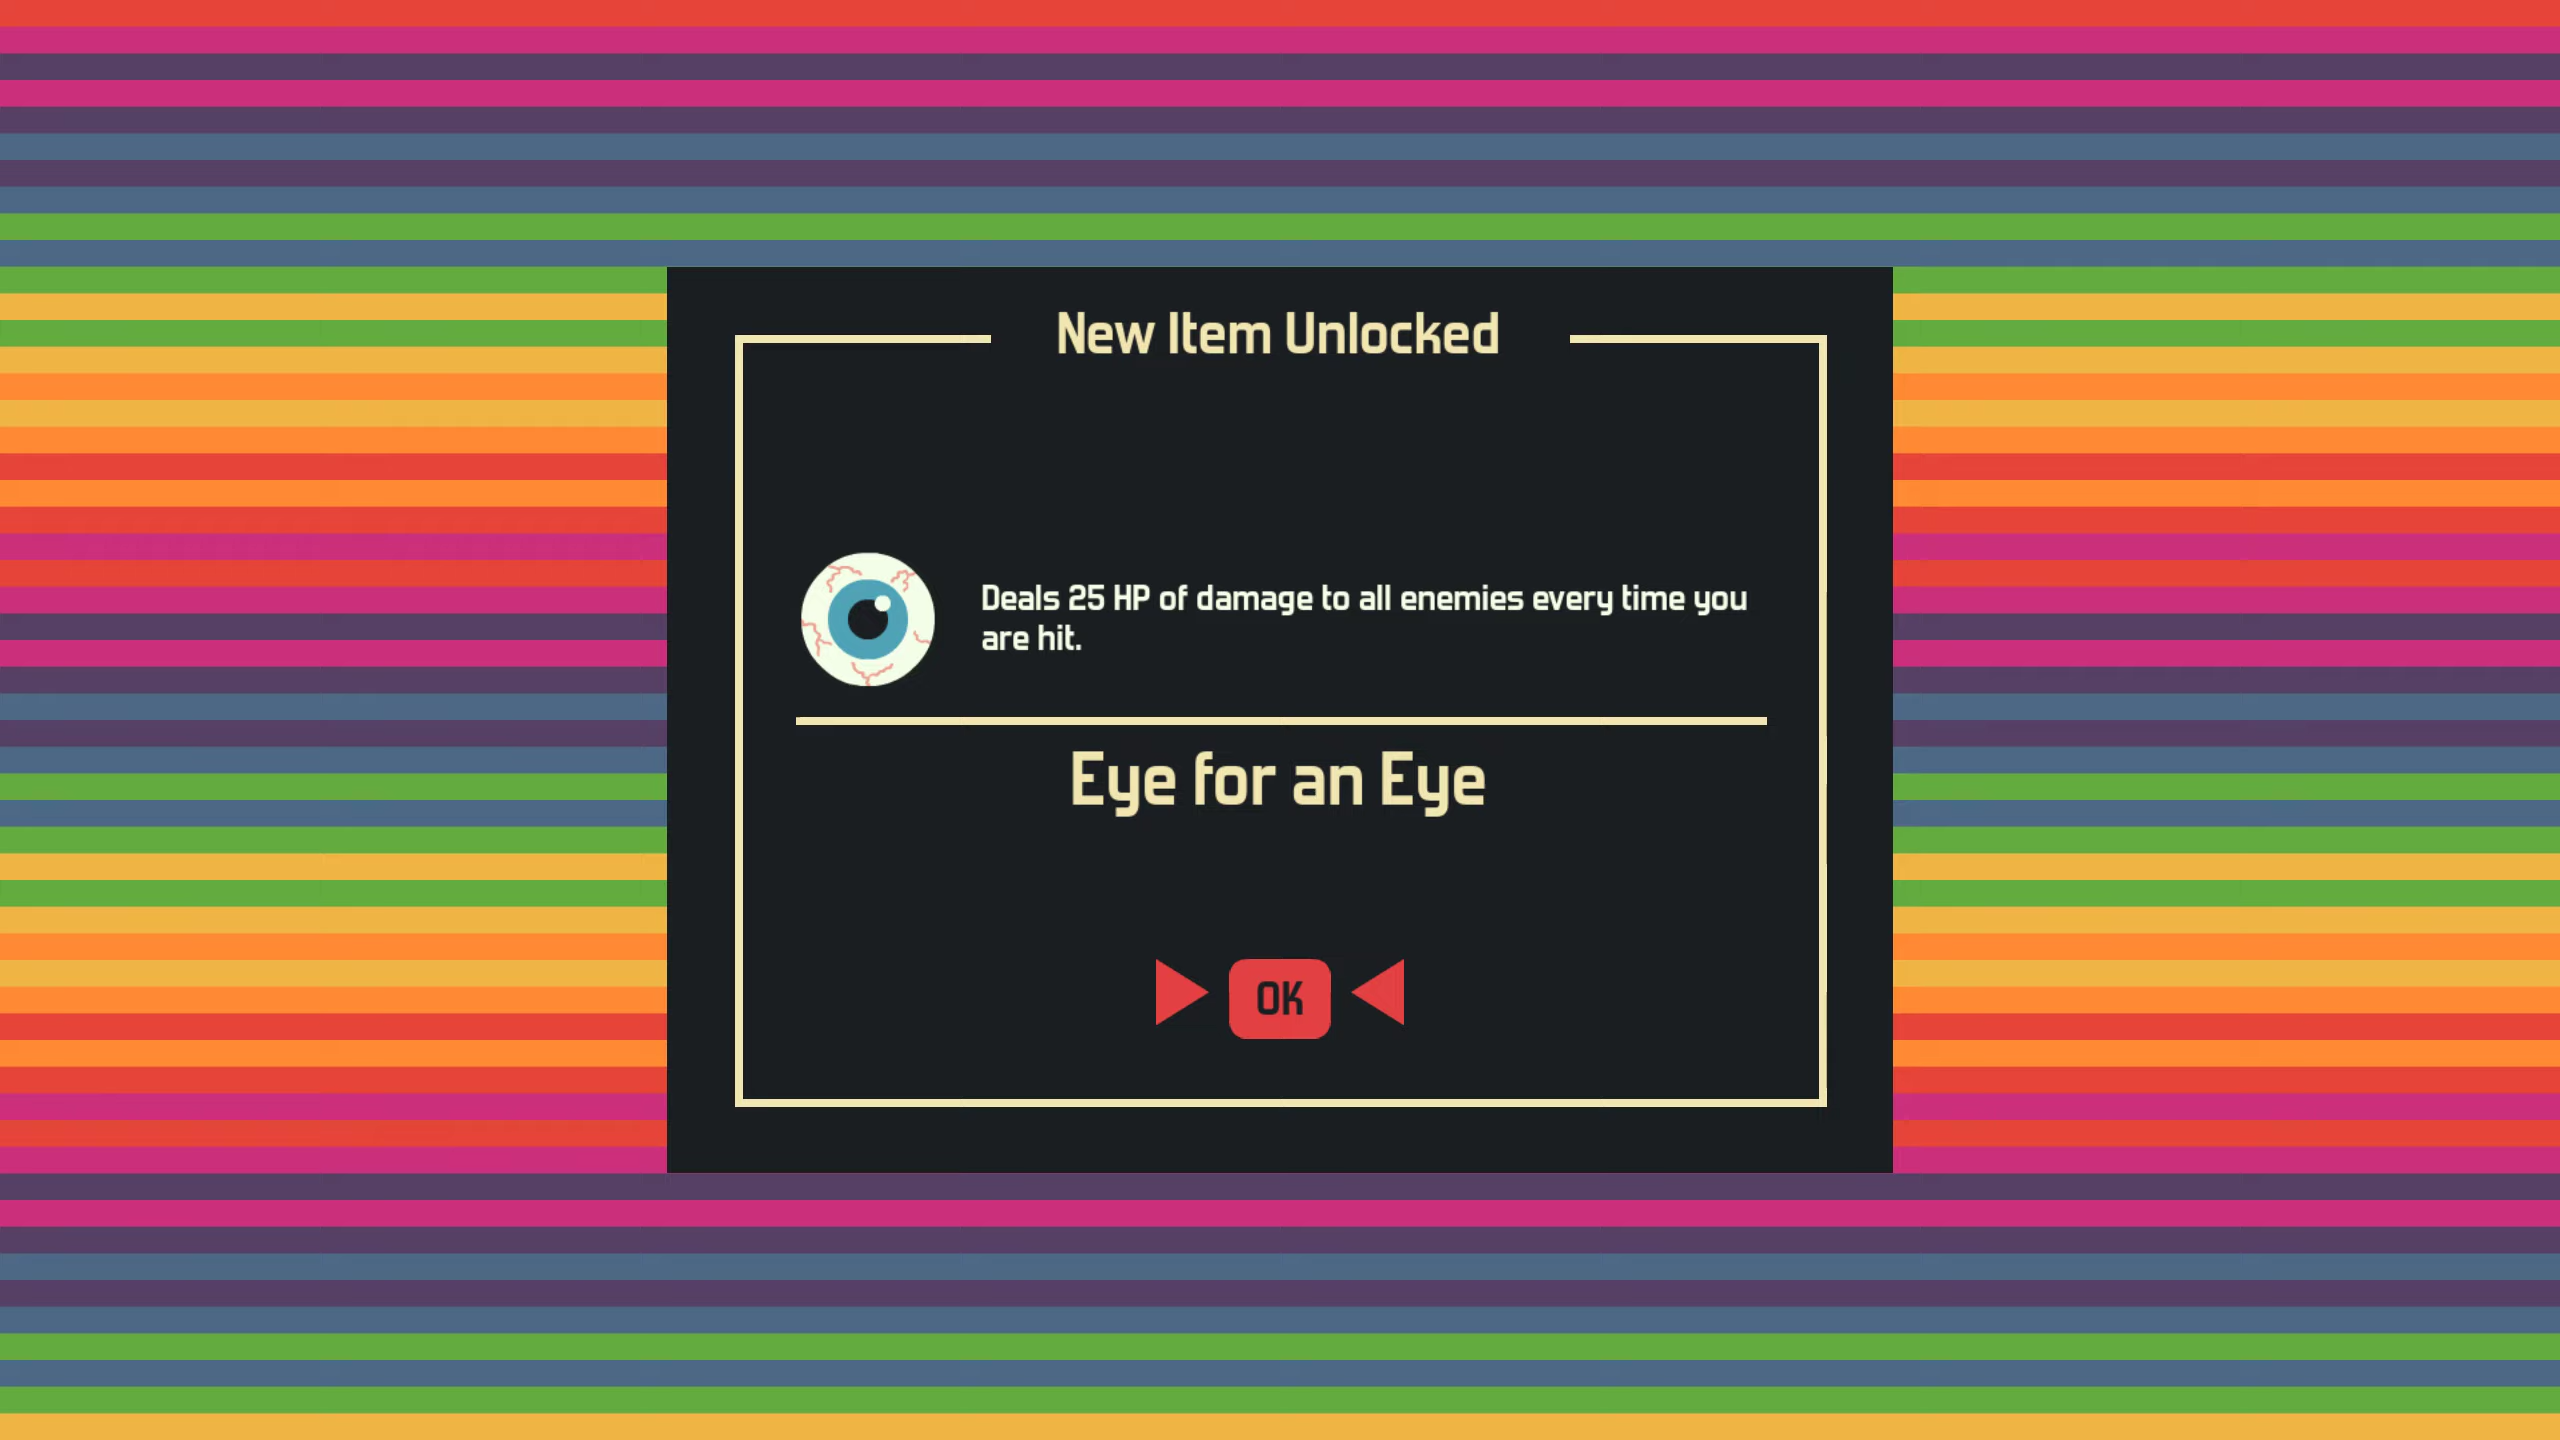 New Item Unlocked
Deals 25 HP of damage to all enemies every time you
are hit.
Eye for an Eye
OK